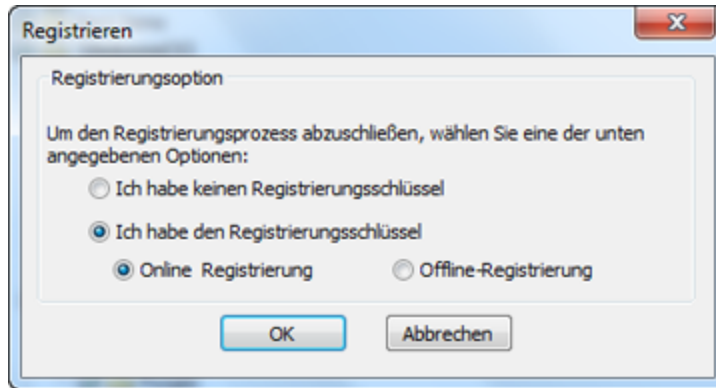 Registrieren
Registrierungsoption
Um den Registrierungsprozess abzuschließen, wählen Sie eine der unten
angegebenen Optionen:
Ich habe keinen Registrierungsschlüssel
Ich habe den Registrierungsschlüssel
Online Registrierung
Offline-Registrierung
OK
Abbrechen